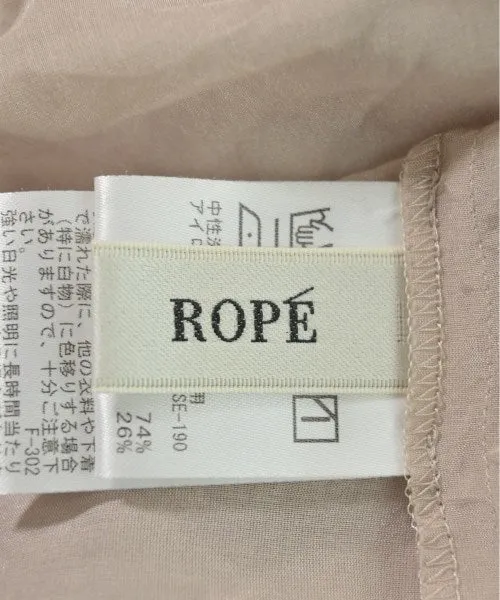 ROPÉ
中性洗
アイロ
用
SE-190
74%
26%
で濡れた際に、他の衣料や下着
（特に白物）に色移りする場合
がありますので、十分ご注意下
さい。
F-302
強い日光や照明に長時間当たり